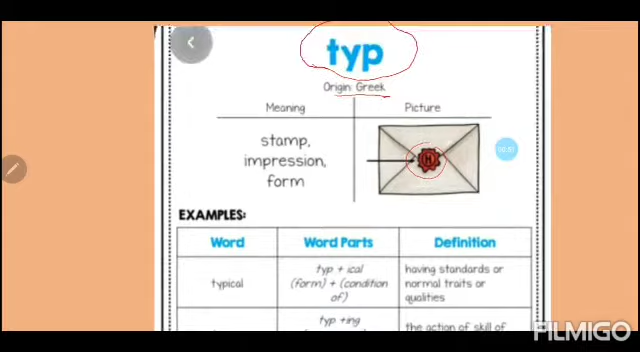 typ
Origin: Greek
Meaning Picture
stamp,
impression,
form
H
EXAMPLES:
Word Word Parts Definition
typical
typ + ical
(form) + (condition
of)
having standards or
normal traits or
qualities
typ +ing
the action of skill of
FILMIGO